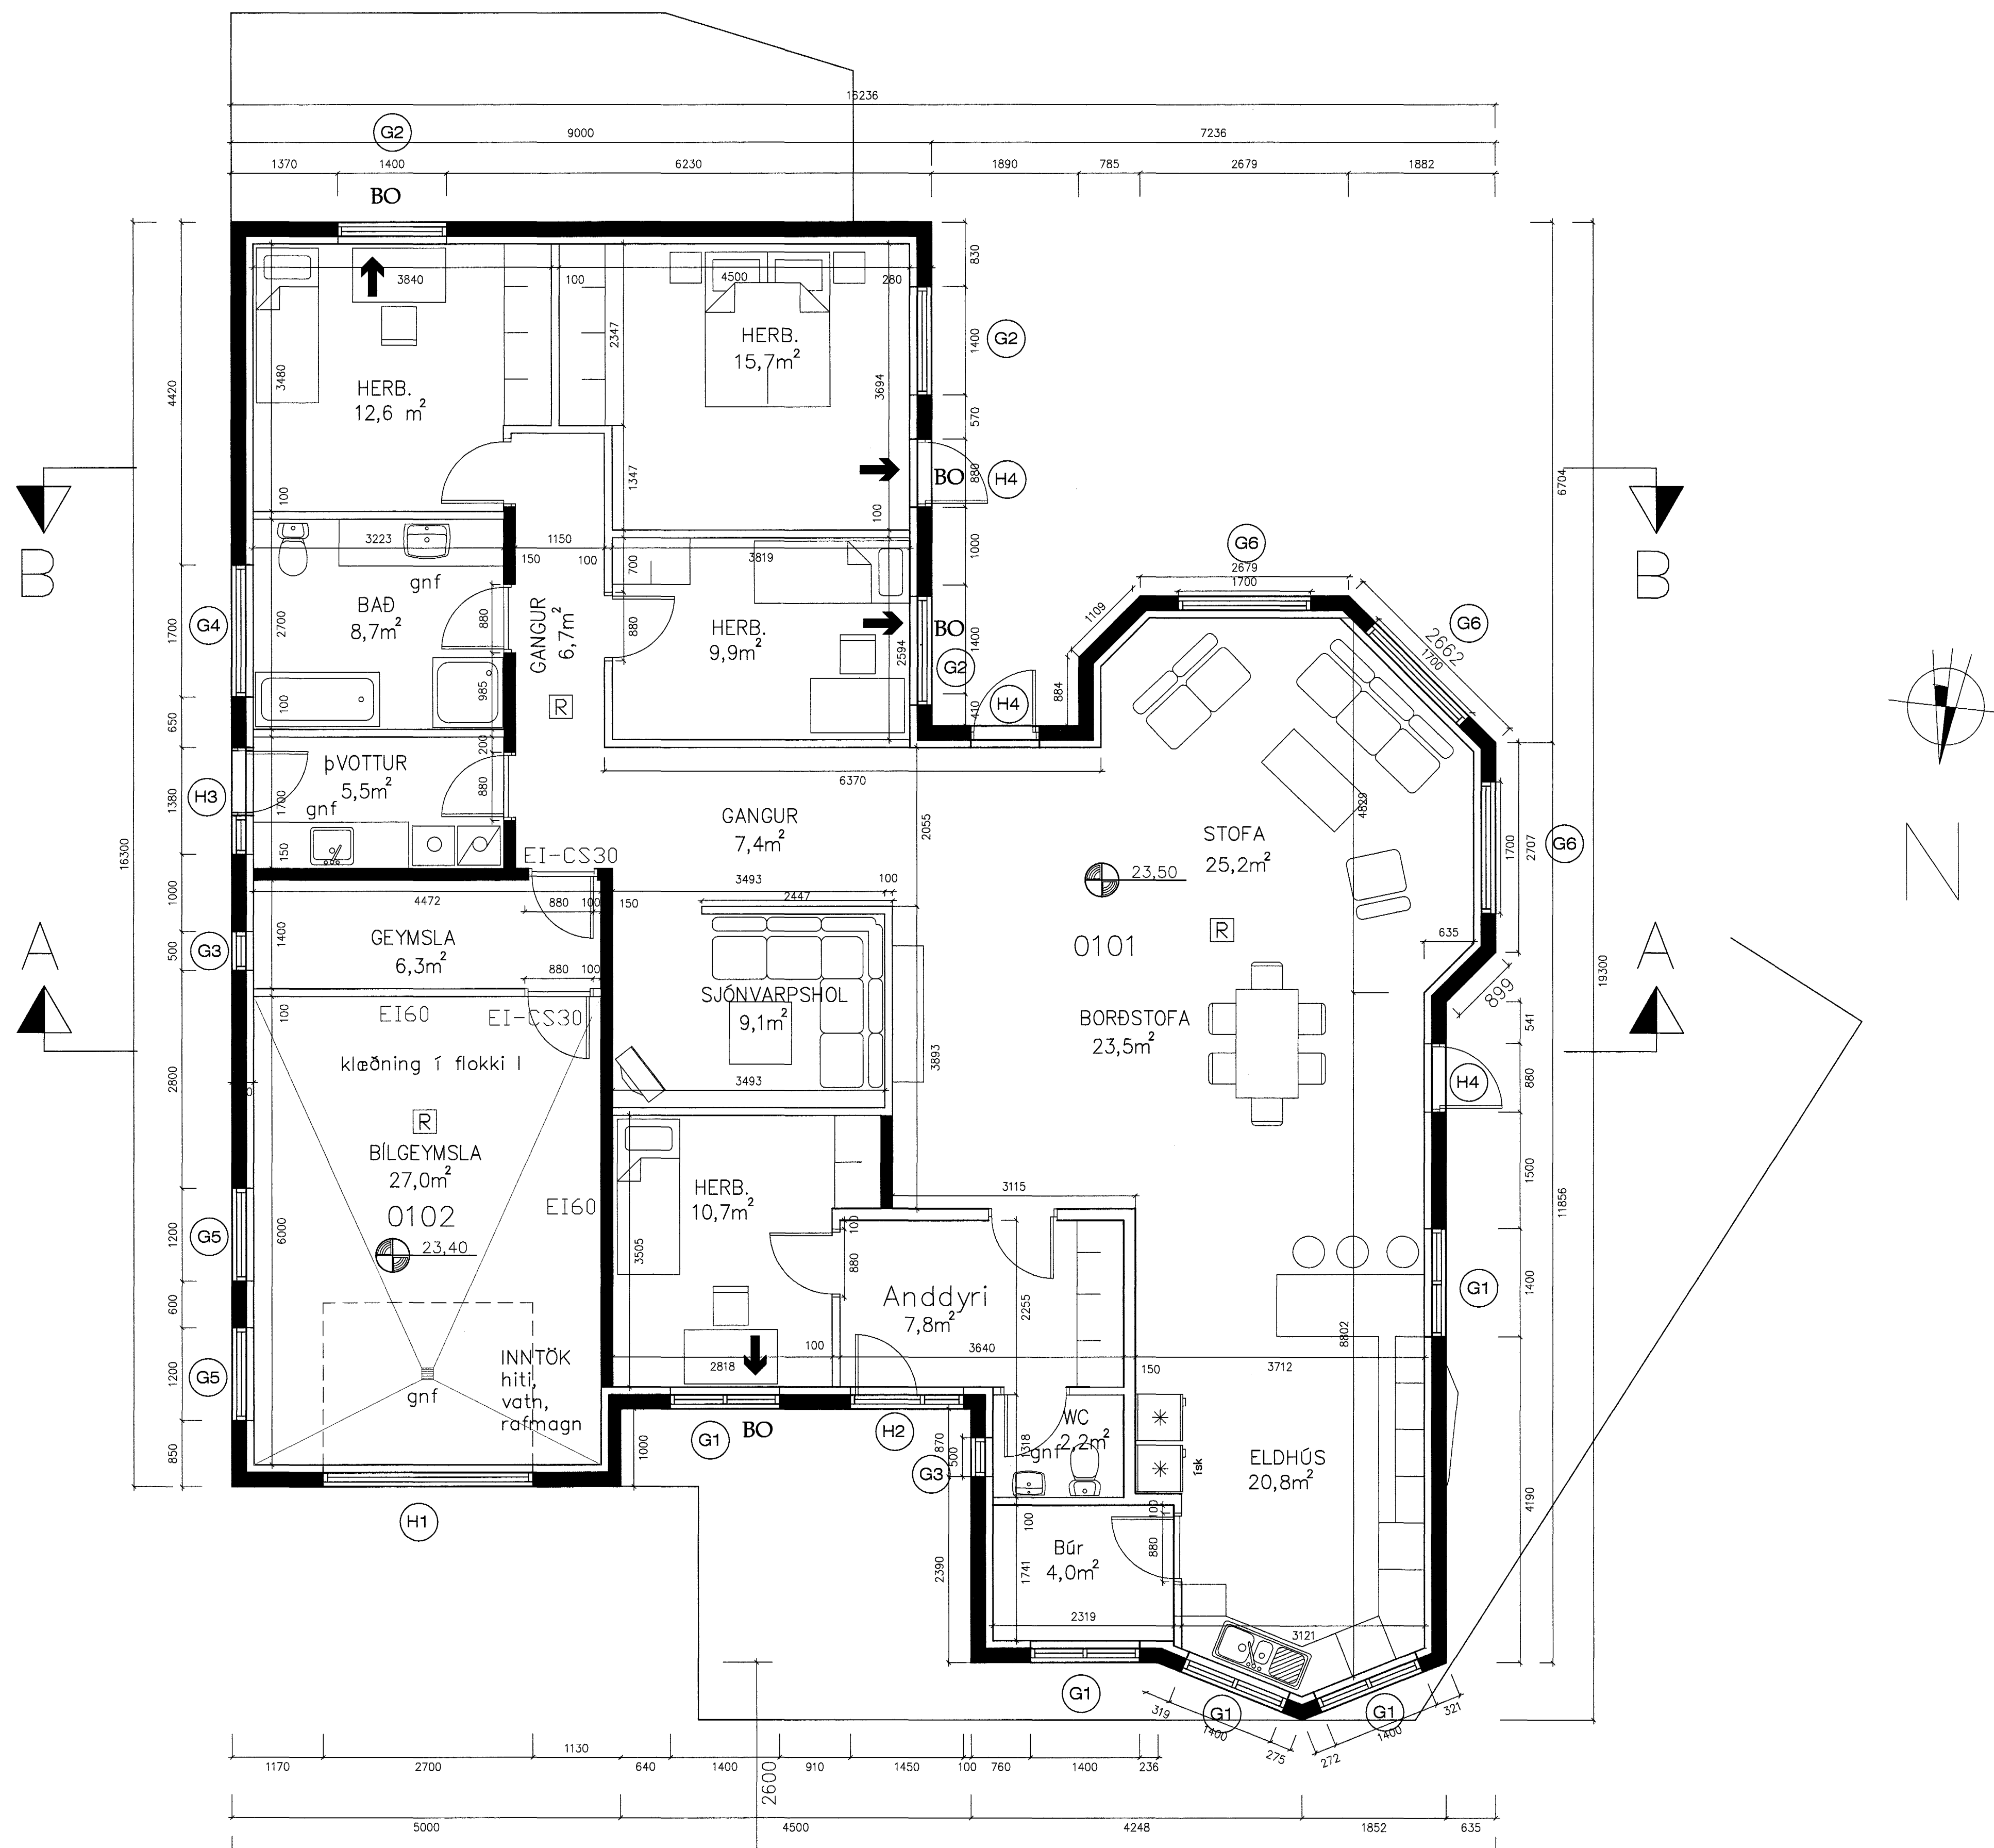 16236
9000 7236
G2
1370 1400 6230 1890 785 2679 1882
BO
3840 100 4500 280
830
HERB.
15,7m²
2347
1400
G2
3480
HERB.
12,6 m²
3694
4420
570
1347
BO
880
H4
6704
100
100
B
B
3223
150
1150
100
700
3819
1000
G6
2679
1700
gnf
1109
G6
2662
1700
BAÐ
8,7m²
2700
880
GANGUR
6,7m²
880
HERB.
9,9m²
2594
BO
1400
G2
G4
1700
884
985
R
410
H4
100
650
200
ÞVOTTUR
5,5m²
gnf
1700
880
6370
H3
1380
GANGUR
7,4m²
2055
STOFA
25,2m²
4829
23,50
1700
2707
G6
16300
150
EI-CS30
3493
100
2447
4472
880
100
150
1000
1400
N
GEYMSLA
6,3m²
G3
500
0101
R
635
A
A
19300
880
100
SJÓNVARPSHOL
9,1m²
899
100
EI60
EI-CS30
BORÐSTOFA
23,5m²
541
klæðning í flokki I
3893
3493
2800
0
H4
880
R
BÍLGEYMSLA
27,0m²
0102
EI60
23,40
HERB.
10,7m²
3115
1500
11856
G5
1200
6000
3505
100
880
Anddyri
7,8m²
2255
1400
G1
600
8802
G5
1200
INNTÖK
hiti,
vatn,
rafmagn
gnf
2818
100
3640
150
3712
G1
BO
H2
1000
850
870
500
G3
1318
WC
2,2m²
gnf
ísk
ELDHÚS
20,8m²
H1
4190
100
100
Búr
4,0m²
880
1741
2390
2319
3121
G1
G1
G1
319
1400
275
272
1400
321
1170 2700 1130 640 1400 910 1450 100 760 1400 236
2600
5000 4500 4248 1852 635